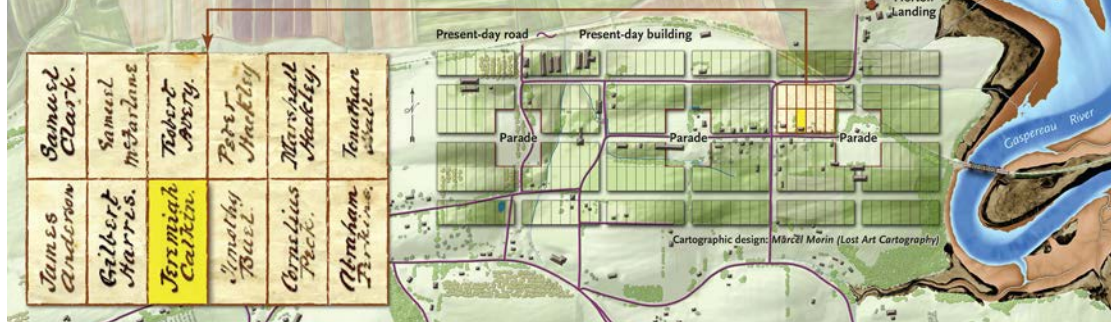 Horton
Landing
Present-day road
Present-day building
Samuel
Clark.
Samuel
McFarlane
Robert
Avery.
Peter
Hackley
Marshall
Hackley.
Jonathan
James
Anderson
Gilbert
Harris.
Jeremiah
Calkin.
Timothy
Buel.
Cornelius
Peck.
Abraham
Perkins.
Parade
Parade
Parade
Gaspereau River
Cartographic design: Marcel Morin (Lost Art Cartography)